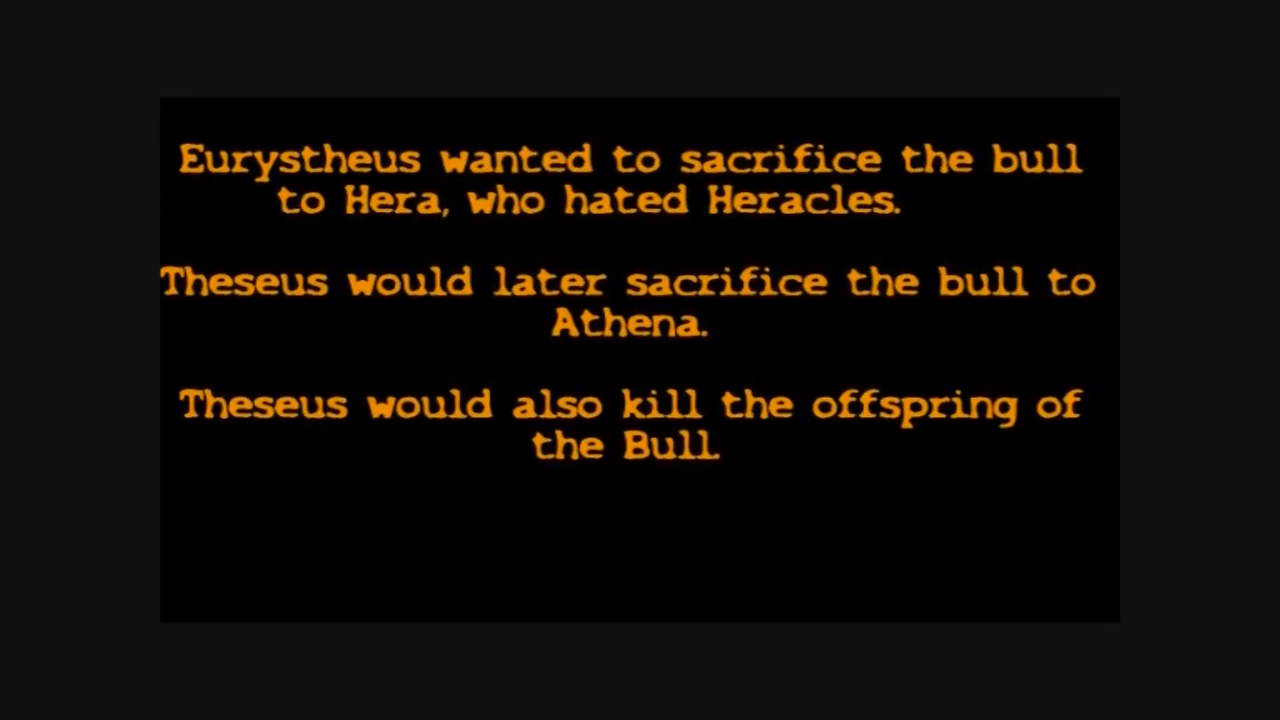 Eurystheus wanted to sacrifice the bull
to Hera, who hated Heracles.
Theseus would later sacrifice the bull to
Athena.
Theseus would also kill the offspring of
the Bull.